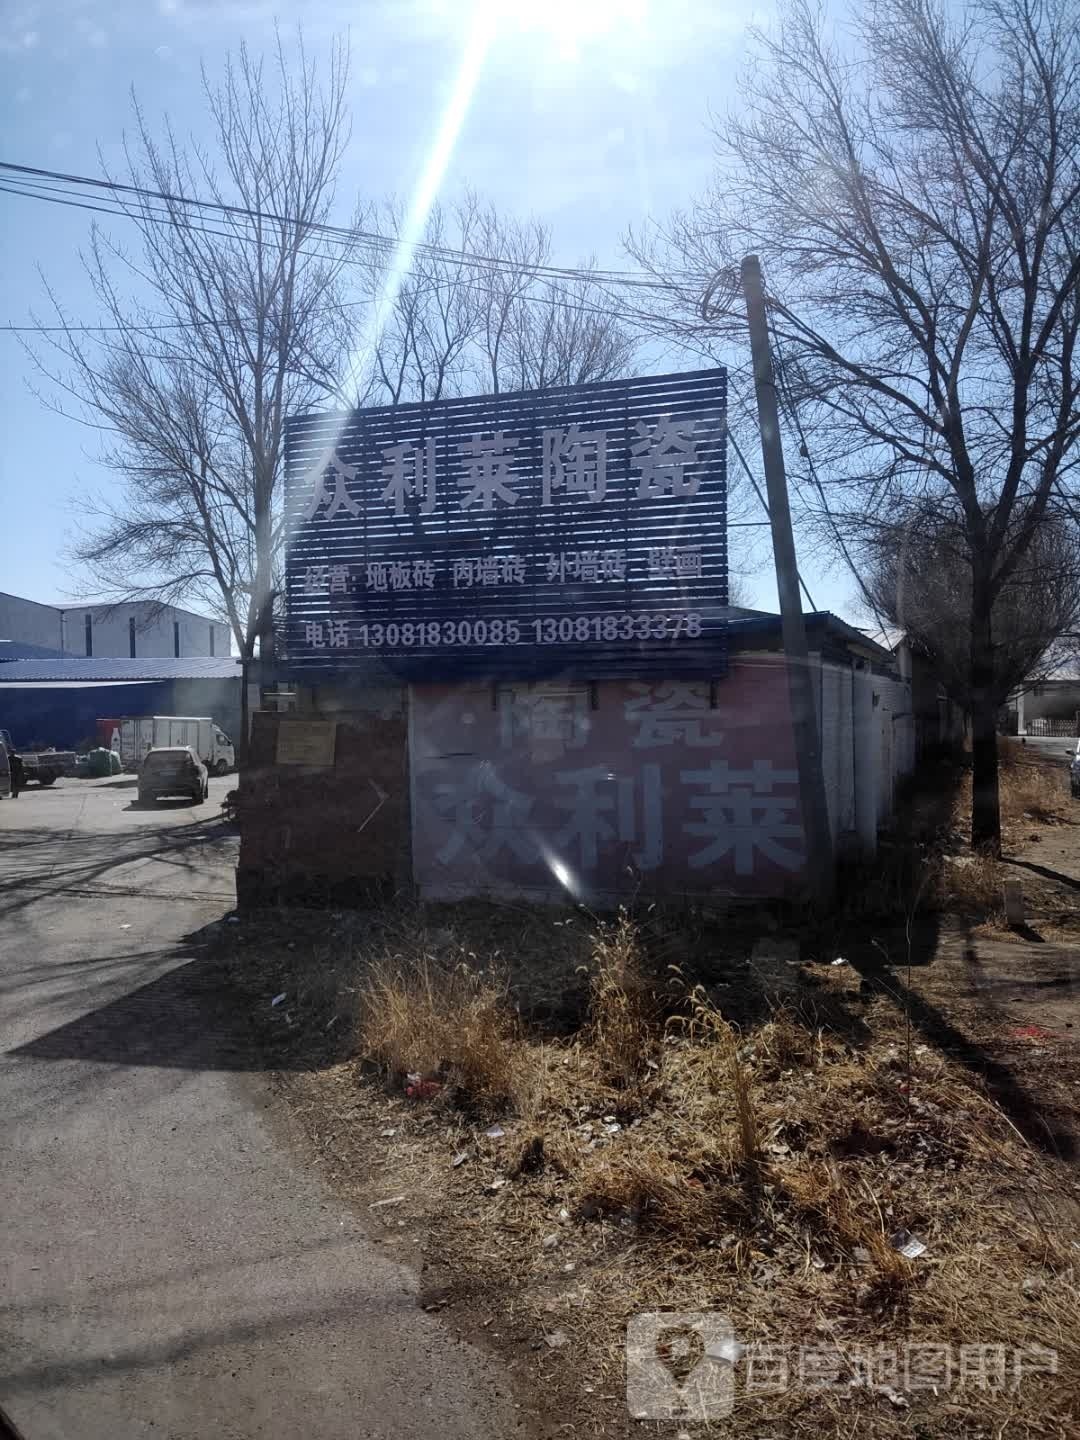 众利莱陶瓷
经营:地板砖 内墙砖 外墙砖 壁画
电话 13081830085 13081833378
陶瓷
众利莱
百度地图用户